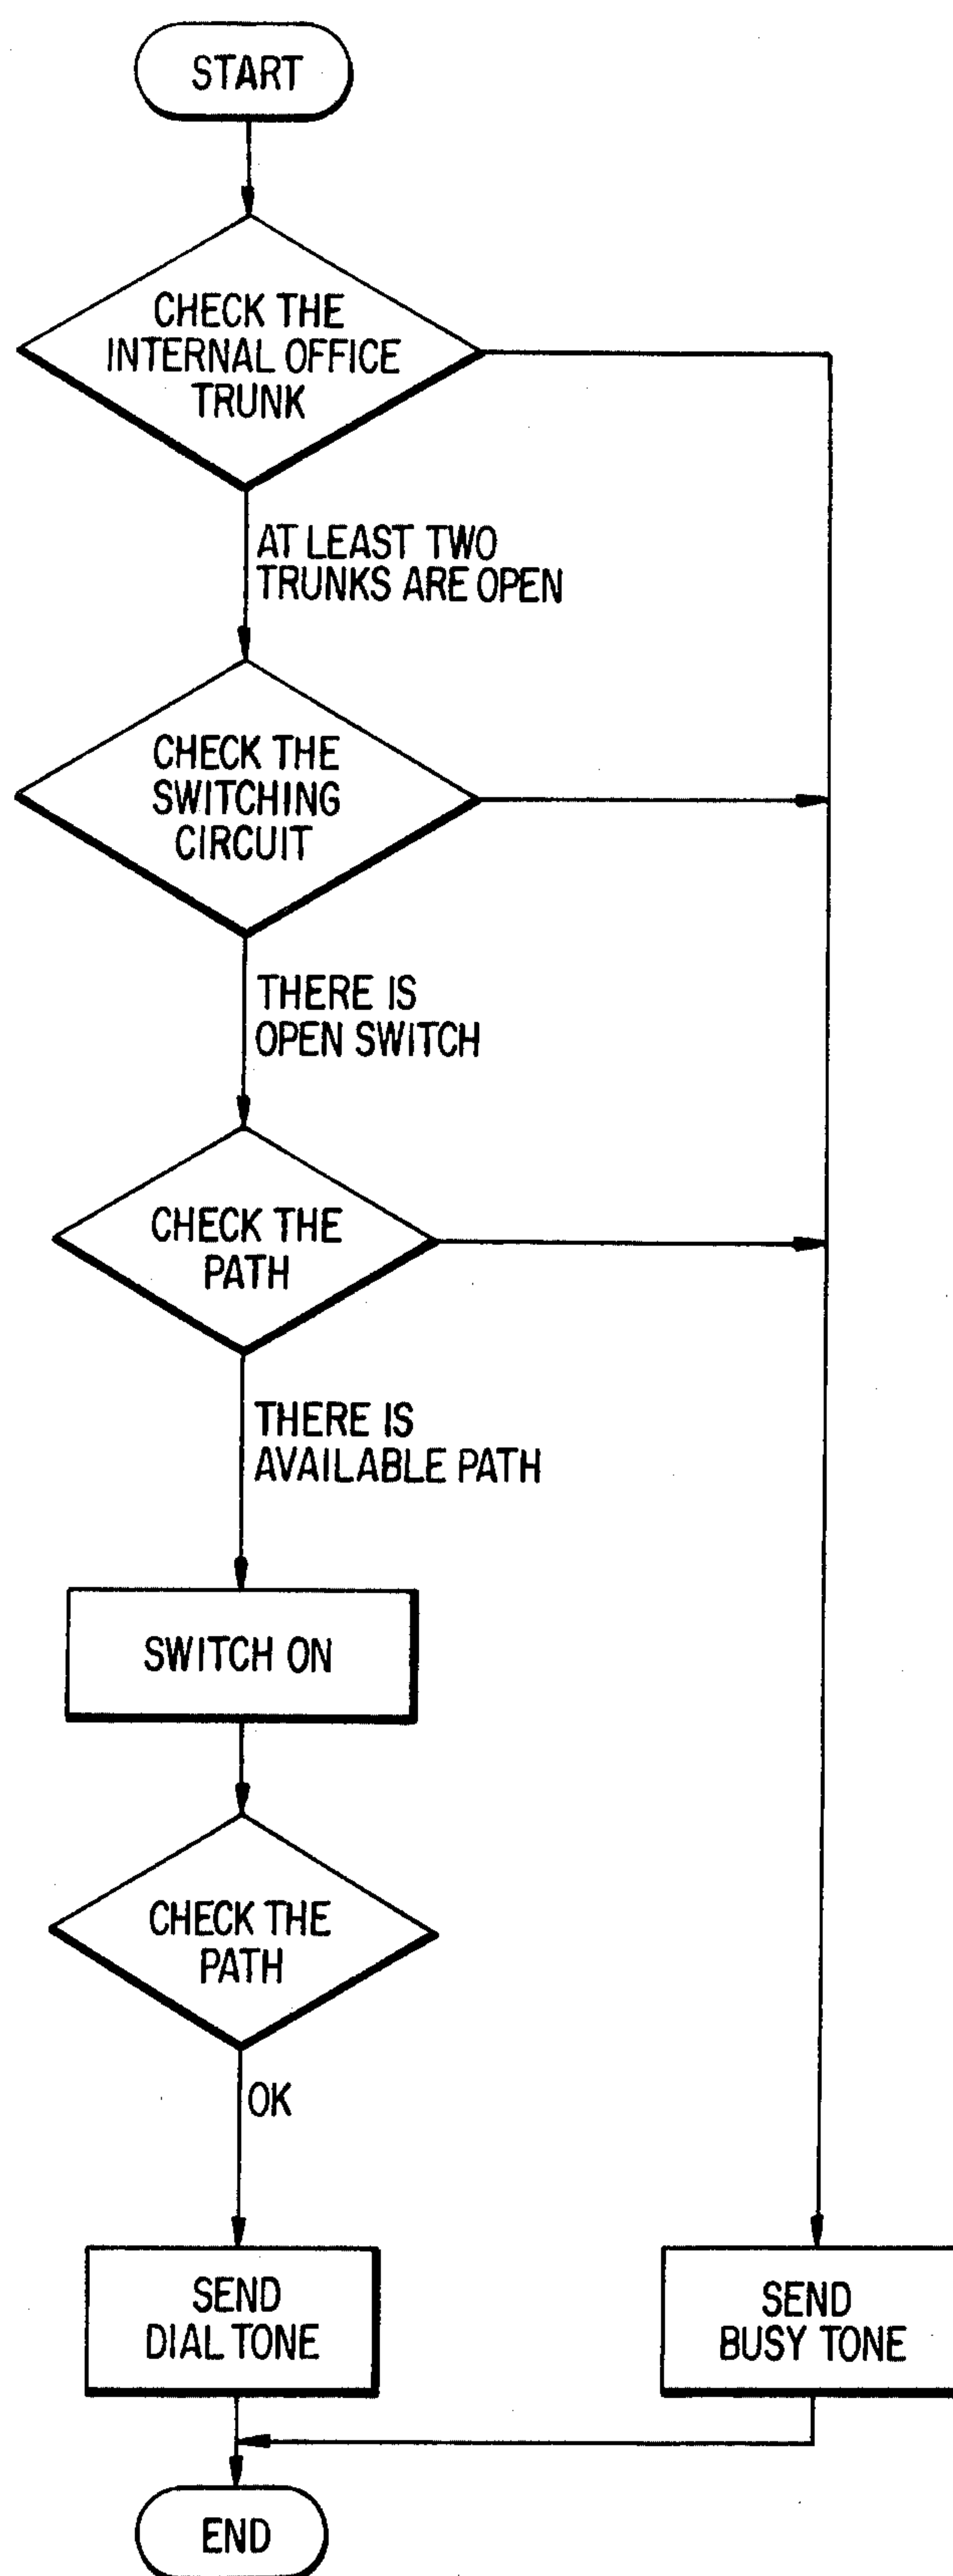 START
CHECK THE
INTERNAL OFFICE
TRUNK
AT LEAST TWO
TRUNKS ARE OPEN
CHECK THE
SWITCHING
CIRCUIT
THERE IS
OPEN SWITCH
CHECK THE
PATH
THERE IS
AVAILABLE PATH
SWITCH ON
CHECK THE
PATH
OK
SEND
DIAL TONE
SEND
BUSY TONE
END